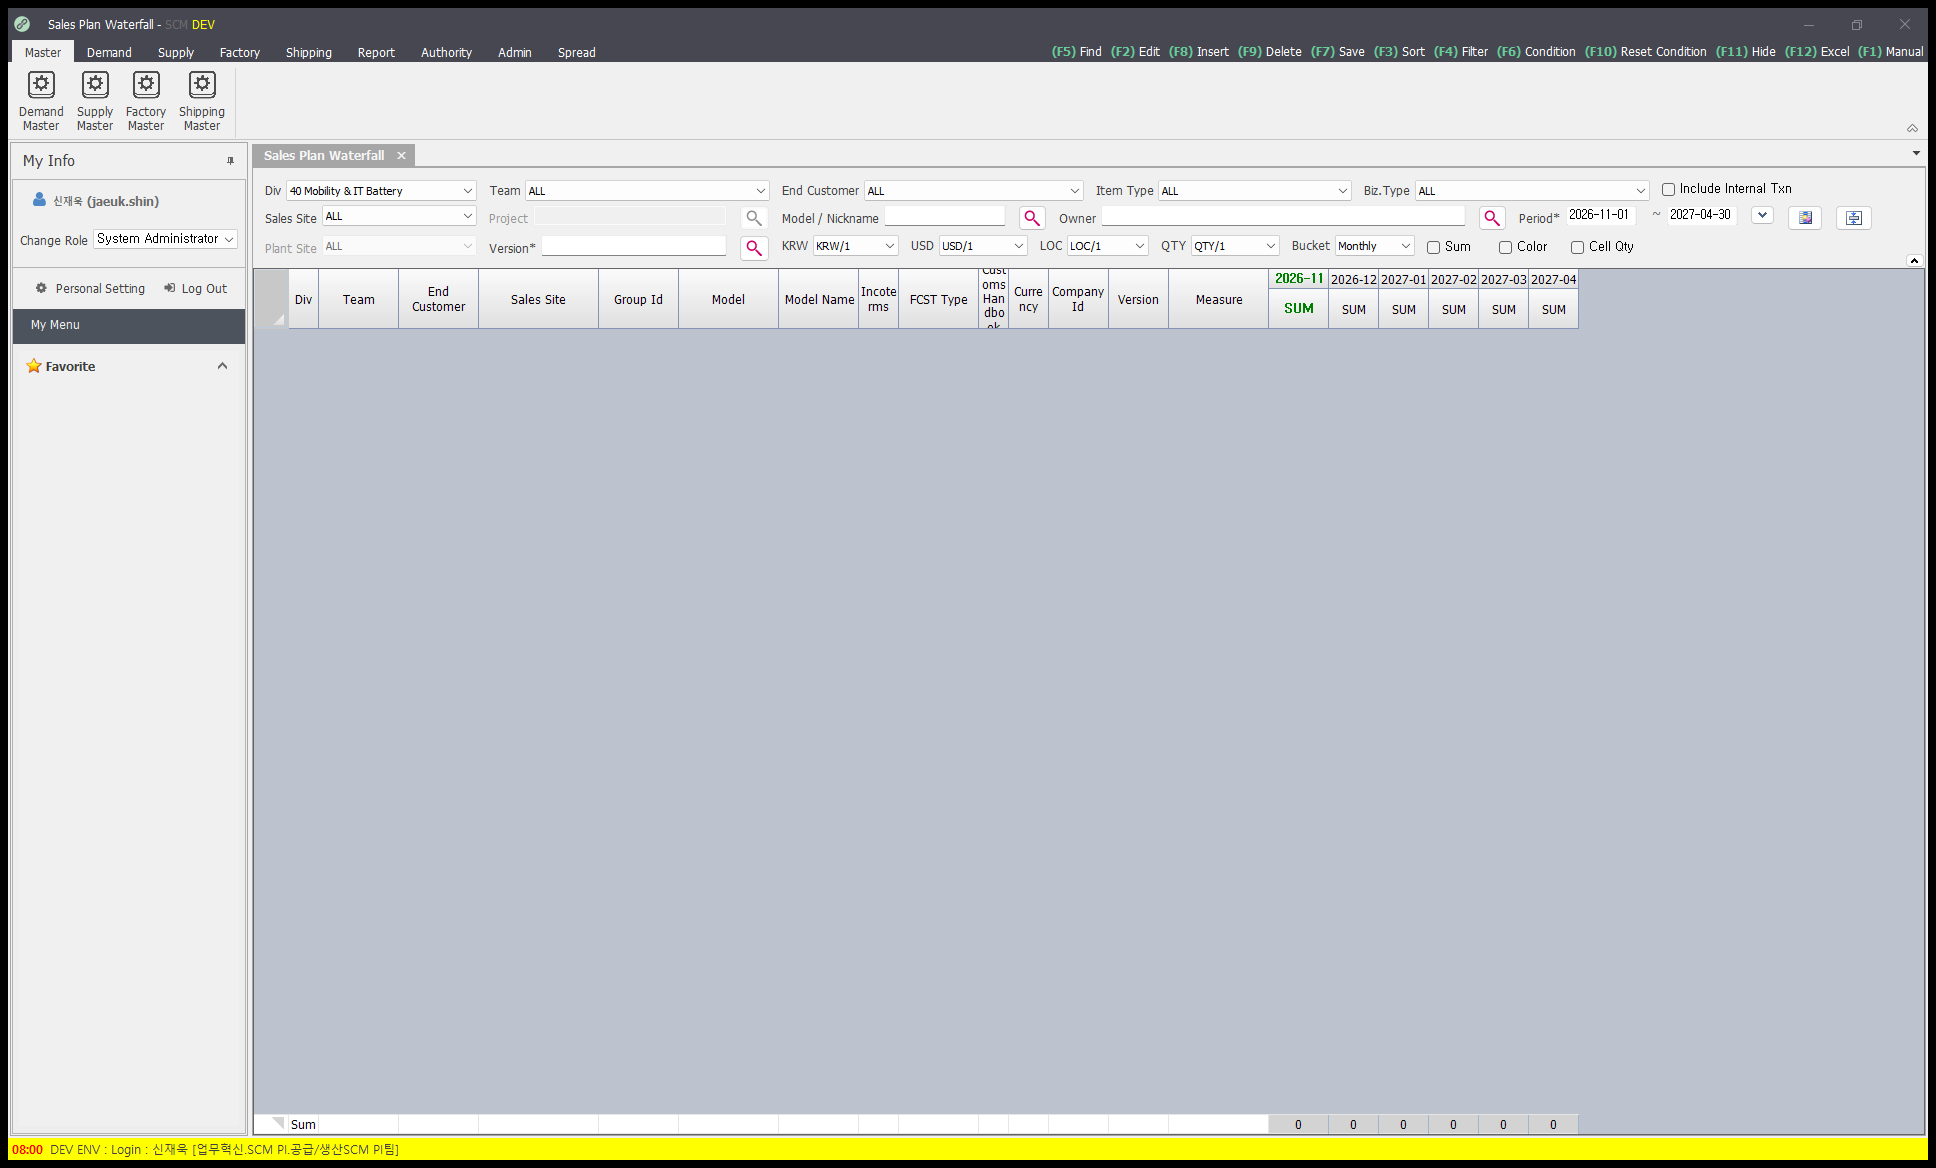 Sales Plan Waterfall - SCM DEV
Master Demand Supply Factory Shipping Report Authority Admin Spread (F5) Find (F2) Edit (F8) Insert (F9) Delete (F7) Save (F3) Sort (F4) Filter (F6) Condition (F10) Reset Condition (F11) Hide (F12) Excel (F1) Manual
Demand Master
Supply Master
Factory Master
Shipping Master
My Info
신재욱 (jaeuk.shin)
Change Role System Administrator
Personal Setting Log Out
My Menu
Favorite
Sales Plan Waterfall
Div 40 Mobility & IT Battery Team ALL End Customer ALL Item Type ALL Biz.Type ALL Include Internal Txn
Sales Site ALL Project Model / Nickname Owner Period* 2026-11-01 ~ 2027-04-30
Plant Site ALL Version* KRW KRW/1 USD USD/1 LOC LOC/1 QTY QTY/1 Bucket Monthly Sum Color Cell Qty
Div Team End Customer Sales Site Group Id Model Model Name Incoterms FCST Type Customs Handbook Currency Company Id Version Measure 2026-11 2026-12 2027-01 2027-02 2027-03 2027-04
SUM SUM SUM SUM SUM SUM
Sum 0 0 0 0 0 0
08:00 DEV ENV : Login : 신재욱 [업무혁신.SCM PI.공급/생산SCM PI팀]